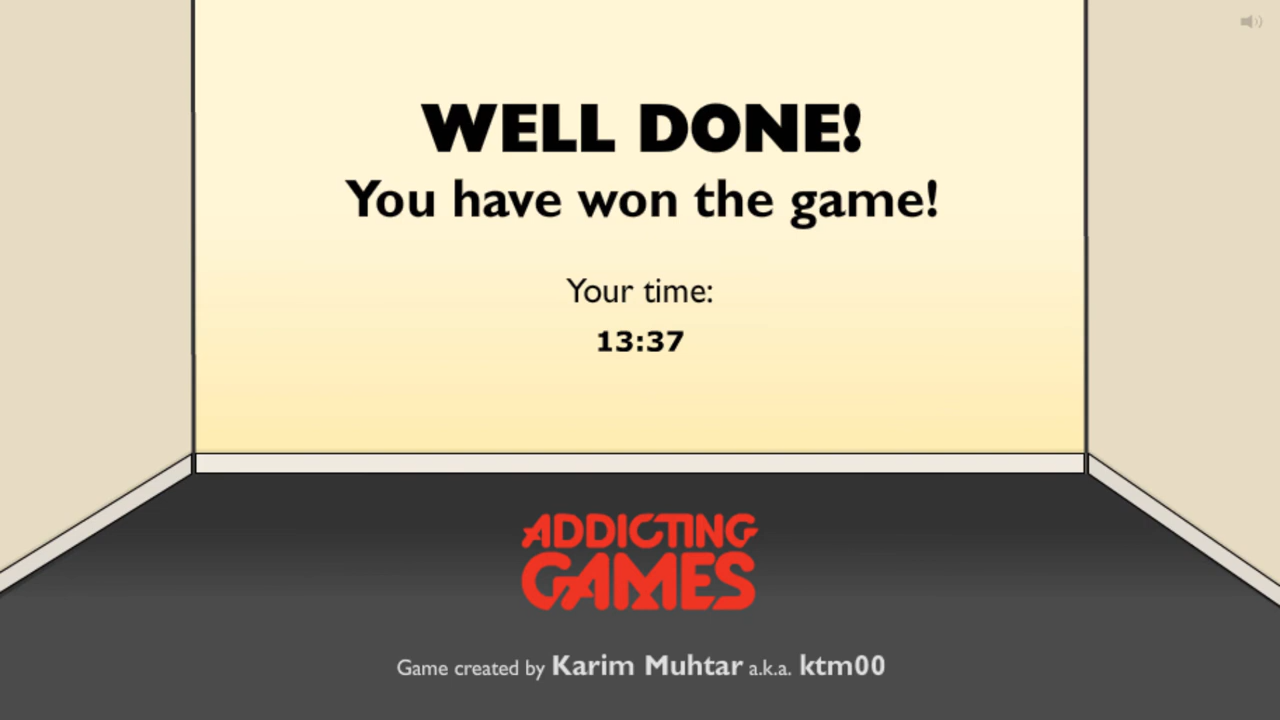 WELL DONE!
You have won the game!
Your time:
13:37
ADDICTING
GAMES
Game created by Karim Muhtar a.k.a. ktm00